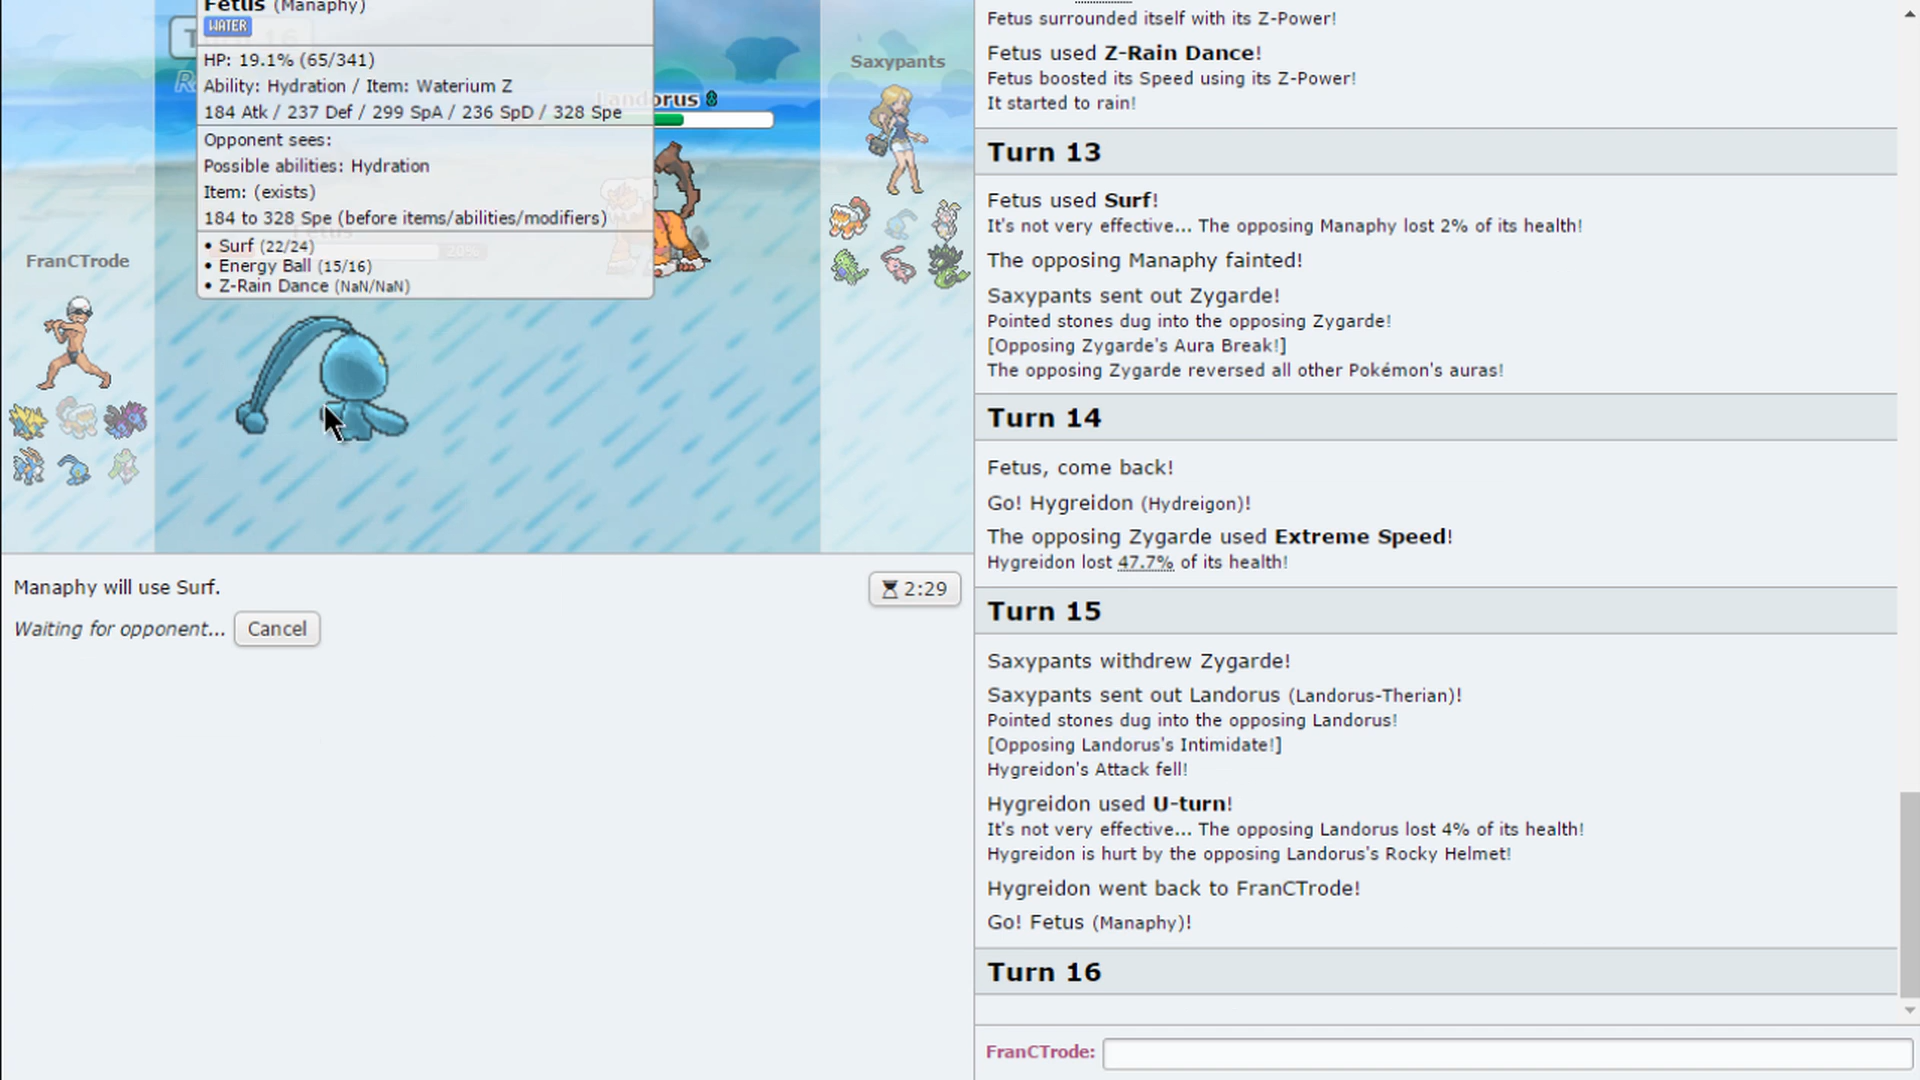 Fetus (Manaphy)
WATER
HP: 19.1% (65/341)
Ability: Hydration / Item: Waterium Z
184 Atk / 237 Def / 299 SpA / 236 SpD / 328 Spe
Opponent sees:
Possible abilities: Hydration
Item: (exists)
184 to 328 Spe (before items/abilities/modifiers)
• Surf (22/24)
• Energy Ball (15/16)
• Z-Rain Dance (NaN/NaN)
Landorus
20%
Saxypants
FranCTrode
Manaphy will use Surf.
2:29
Waiting for opponent... Cancel
Fetus surrounded itself with its Z-Power!
Fetus used Z-Rain Dance!
Fetus boosted its Speed using its Z-Power!
It started to rain!
Turn 13
Fetus used Surf!
It's not very effective... The opposing Manaphy lost 2% of its health!
The opposing Manaphy fainted!
Saxypants sent out Zygarde!
Pointed stones dug into the opposing Zygarde!
[Opposing Zygarde's Aura Break!]
The opposing Zygarde reversed all other Pokémon's auras!
Turn 14
Fetus, come back!
Go! Hygreidon (Hydreigon)!
The opposing Zygarde used Extreme Speed!
Hygreidon lost 47.7% of its health!
Turn 15
Saxypants withdrew Zygarde!
Saxypants sent out Landorus (Landorus-Therian)!
Pointed stones dug into the opposing Landorus!
[Opposing Landorus's Intimidate!]
Hygreidon's Attack fell!
Hygreidon used U-turn!
It's not very effective... The opposing Landorus lost 4% of its health!
Hygreidon is hurt by the opposing Landorus's Rocky Helmet!
Hygreidon went back to FranCTrode!
Go! Fetus (Manaphy)!
Turn 16
FranCTrode: